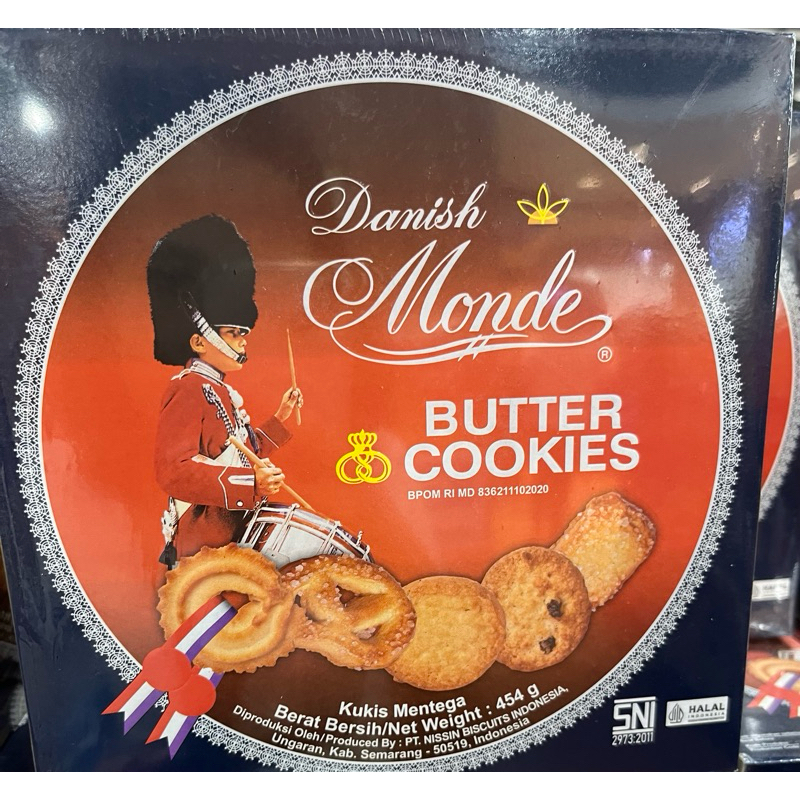 Danish
Monde
®
BUTTER
COOKIES
BPOM RI MD 836211102020
Kukis Mentega
Berat Bersih/Net Weight : 454 g
Diproduksi Oleh/Produced By : PT. NISSIN BISCUITS INDONESIA,
Ungaran, Kab. Semarang - 50519, Indonesia
SNI
2973:2011
HALAL
INDONESIA